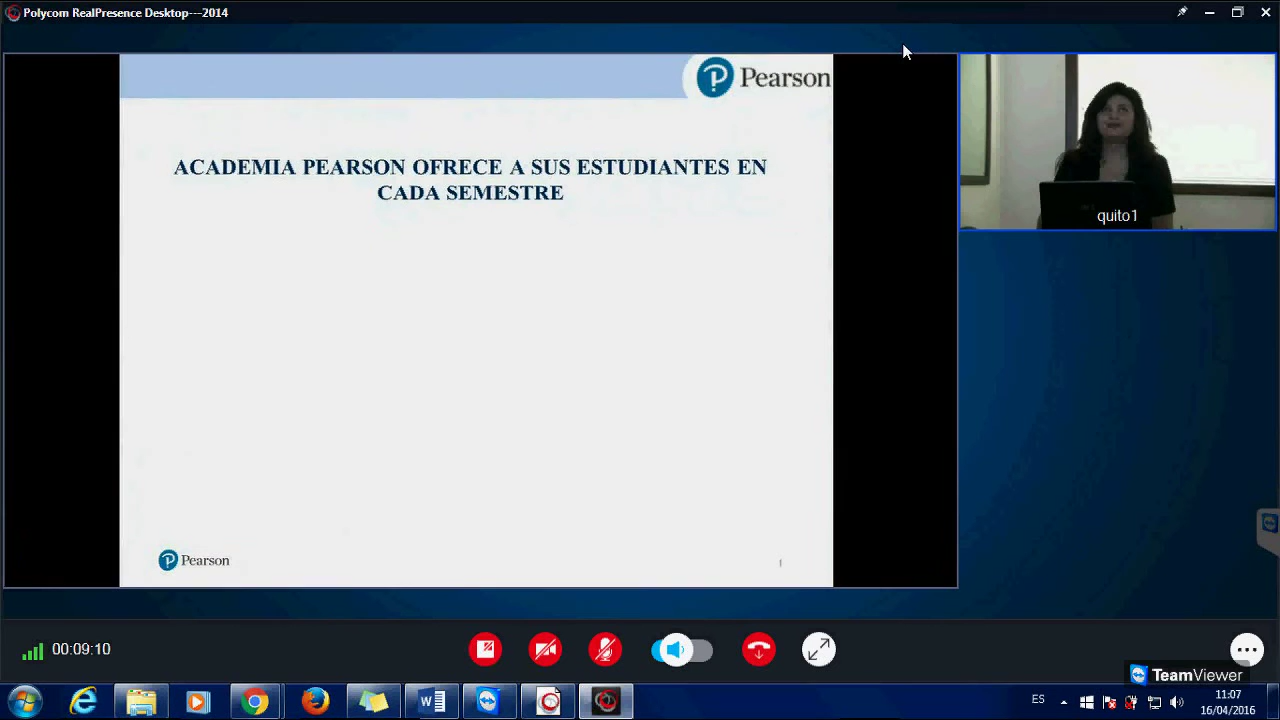 Polycom RealPresence Desktop---2014
Pearson
ACADEMIA PEARSON OFRECE A SUS ESTUDIANTES EN
CADA SEMESTRE
quito1
Pearson
00:09:10
TeamViewer
ES
11:07
16/04/2016